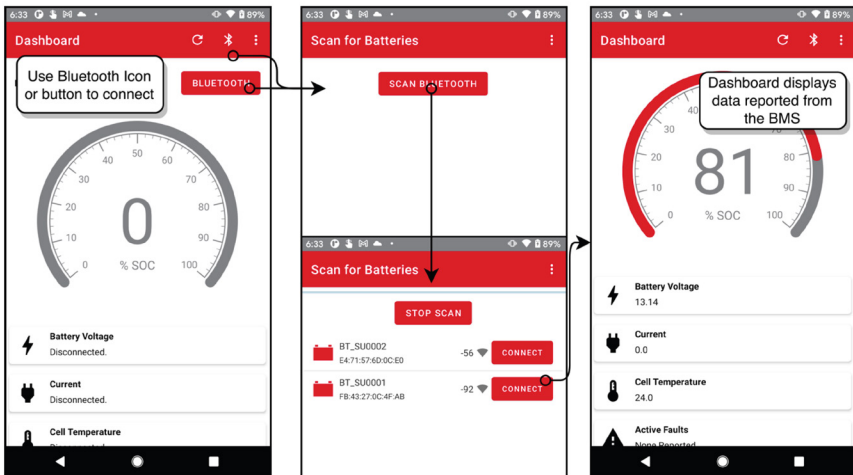 6:33 89%
Dashboard
Use Bluetooth Icon
or button to connect
BLUETOOTH
0 10 20 30 40 50 60 70 80 90 100
0
% SOC
Battery Voltage
Disconnected.
Current
Disconnected.
Cell Temperature
6:33 89%
Scan for Batteries
SCAN BLUETOOTH
6:33 89%
Scan for Batteries
STOP SCAN
BT_SU0002 -56 CONNECT
E4:71:57:6D:0C:E0
BT_SU0001 -92 CONNECT
FB:43:27:0C:4F:AB
6:33 89%
Dashboard
Dashboard displays
data reported from
the BMS
0 10 20 30 40 80 90 100
81
% SOC
Battery Voltage
13.14
Current
0.0
Cell Temperature
24.0
Active Faults
None Reported